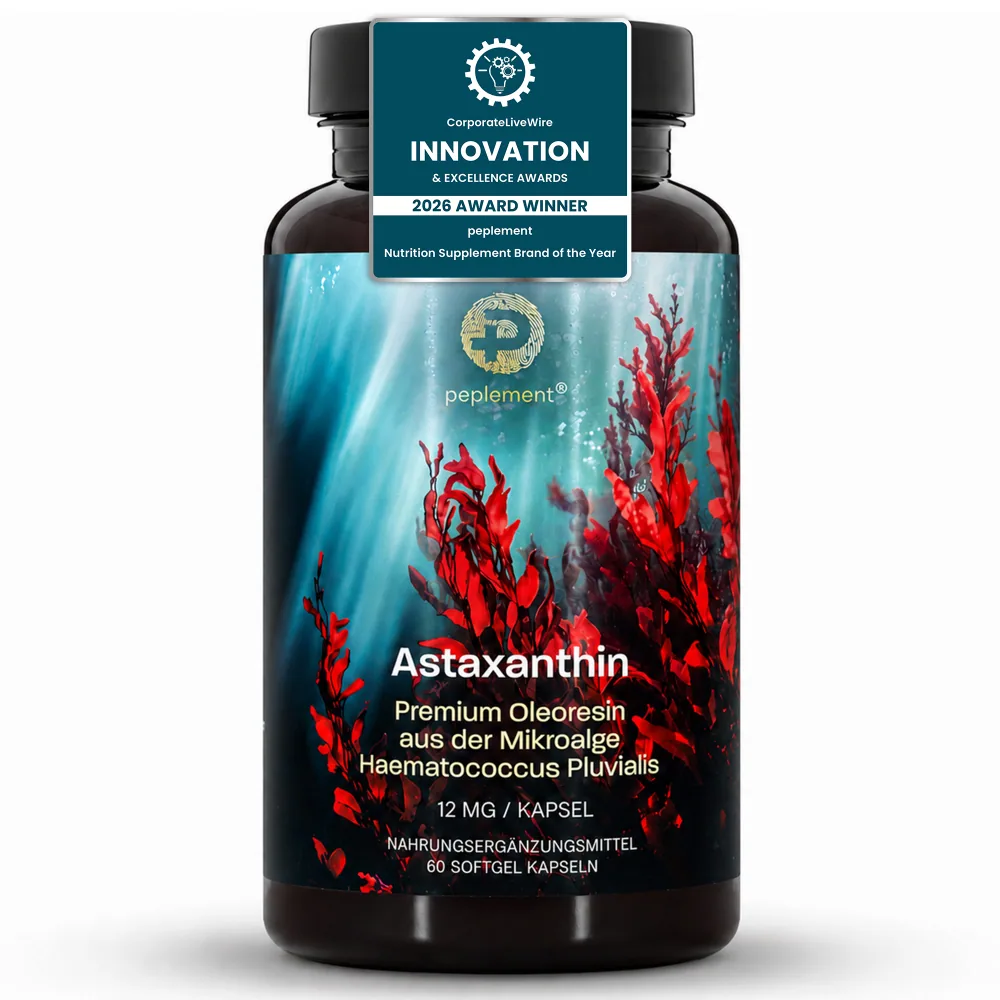 CorporateLiveWire
INNOVATION
& EXCELLENCE AWARDS
2026 AWARD WINNER
peplement
Nutrition Supplement Brand of the Year
peplement®
Astaxanthin
Premium Oleoresin
aus der Mikroalge
Haematococcus Pluvialis
12 MG / KAPSEL
NAHRUNGSERGÄNZUNGSMITTEL
60 SOFTGEL KAPSELN